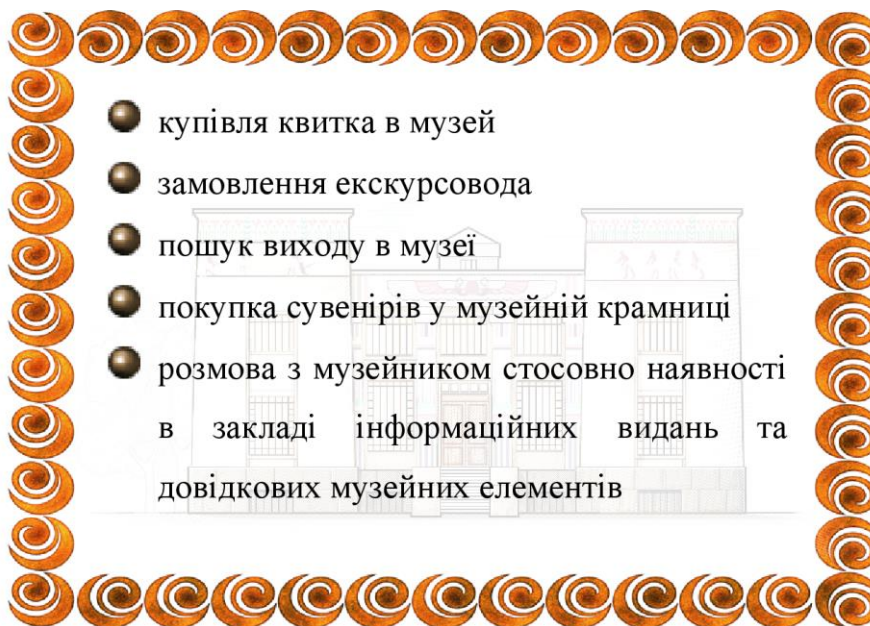 купівля квитка в музей
замовлення екскурсовода
пошук виходу в музеї
покупка сувенірів у музейній крамниці
розмова з музейником стосовно наявності
в закладі інформаційних видань та
довідкових музейних елементів